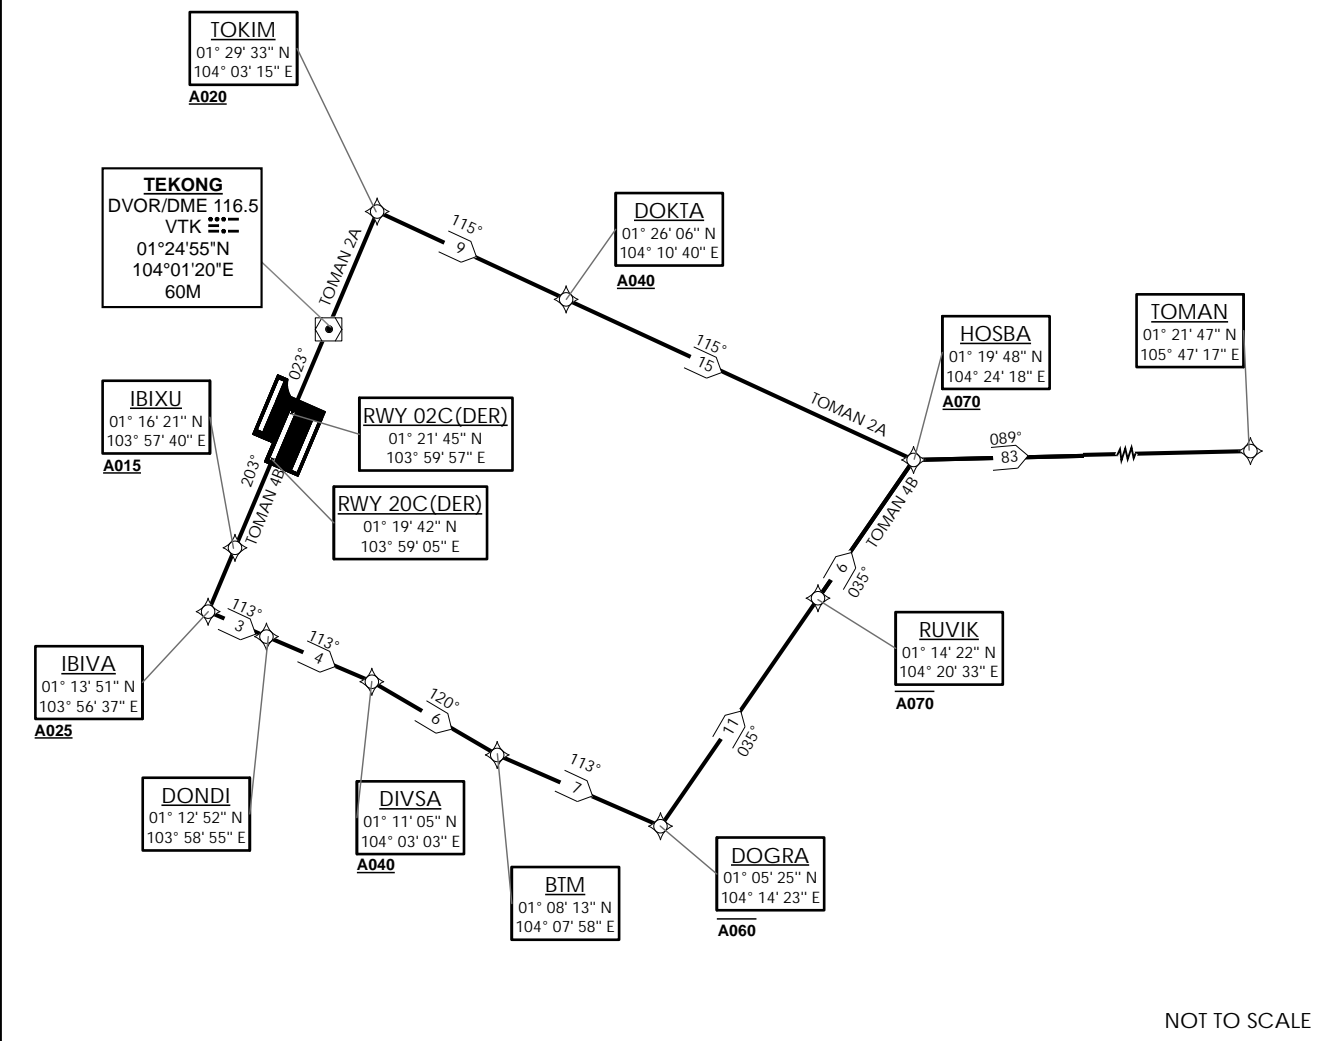 TOKIM
01° 29' 33" N
104° 03' 15" E
A020
TEKONG
DVOR/DME 116.5
VTK
01°24'55"N
104°01'20"E
60M
TOMAN 2A
023°
115°
9
DOKTA
01° 26' 06" N
104° 10' 40" E
A040
115°
15
TOMAN 2A
HOSBA
01° 19' 48" N
104° 24' 18" E
A070
TOMAN
01° 21' 47" N
105° 47' 17" E
089°
83
IBIXU
01° 16' 21" N
103° 57' 40" E
A015
RWY 02C(DER)
01° 21' 45" N
103° 59' 57" E
RWY 20C(DER)
01° 19' 42" N
103° 59' 05" E
203°
TOMAN 4B
TOMAN 4B
6
035°
RUVIK
01° 14' 22" N
104° 20' 33" E
A070
IBIVA
01° 13' 51" N
103° 56' 37" E
A025
113°
3
113°
4
120°
6
113°
7
11
035°
DONDI
01° 12' 52" N
103° 58' 55" E
DIVSA
01° 11' 05" N
104° 03' 03" E
A040
BTM
01° 08' 13" N
104° 07' 58" E
DOGRA
01° 05' 25" N
104° 14' 23" E
A060
NOT TO SCALE